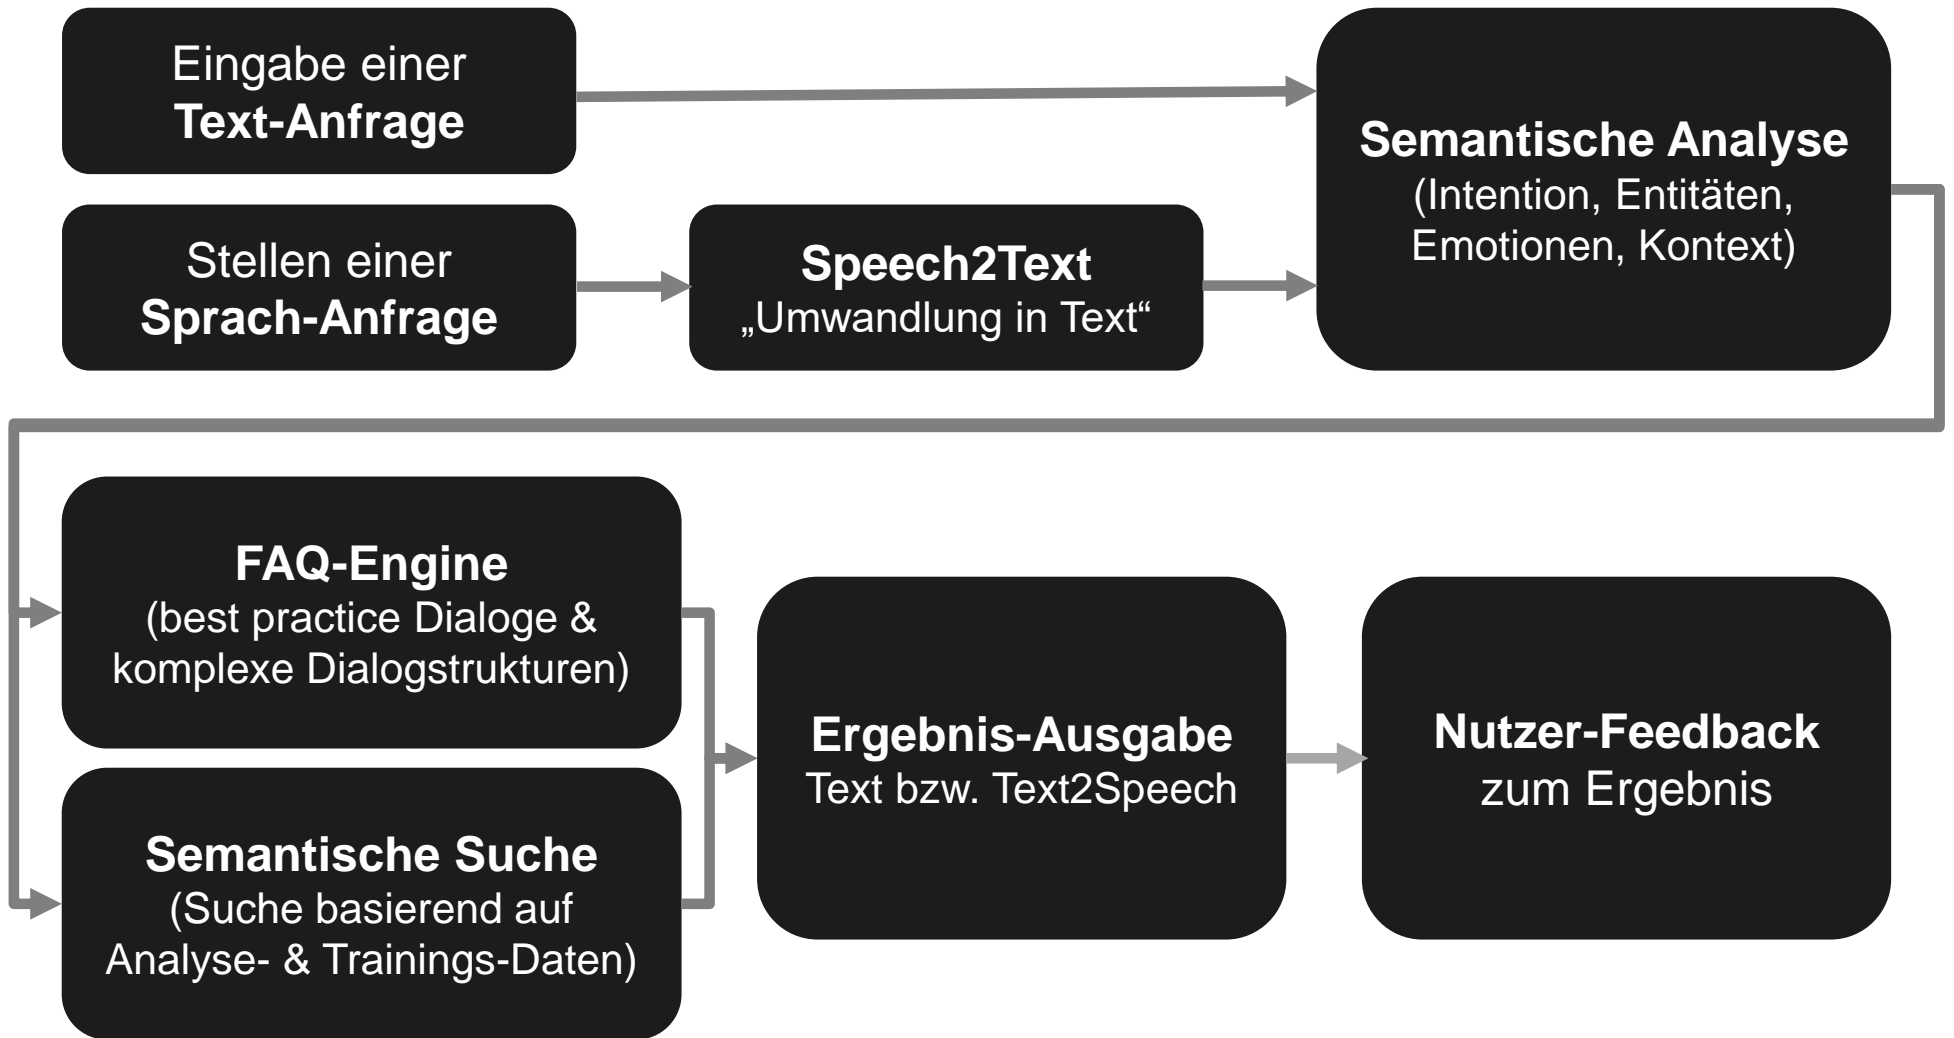 Eingabe einer
Text-Anfrage
Stellen einer
Sprach-Anfrage
Speech2Text
„Umwandlung in Text“
Semantische Analyse
(Intention, Entitäten,
Emotionen, Kontext)
FAQ-Engine
(best practice Dialoge &
komplexe Dialogstrukturen)
Semantische Suche
(Suche basierend auf
Analyse- & Trainings-Daten)
Ergebnis-Ausgabe
Text bzw. Text2Speech
Nutzer-Feedback
zum Ergebnis